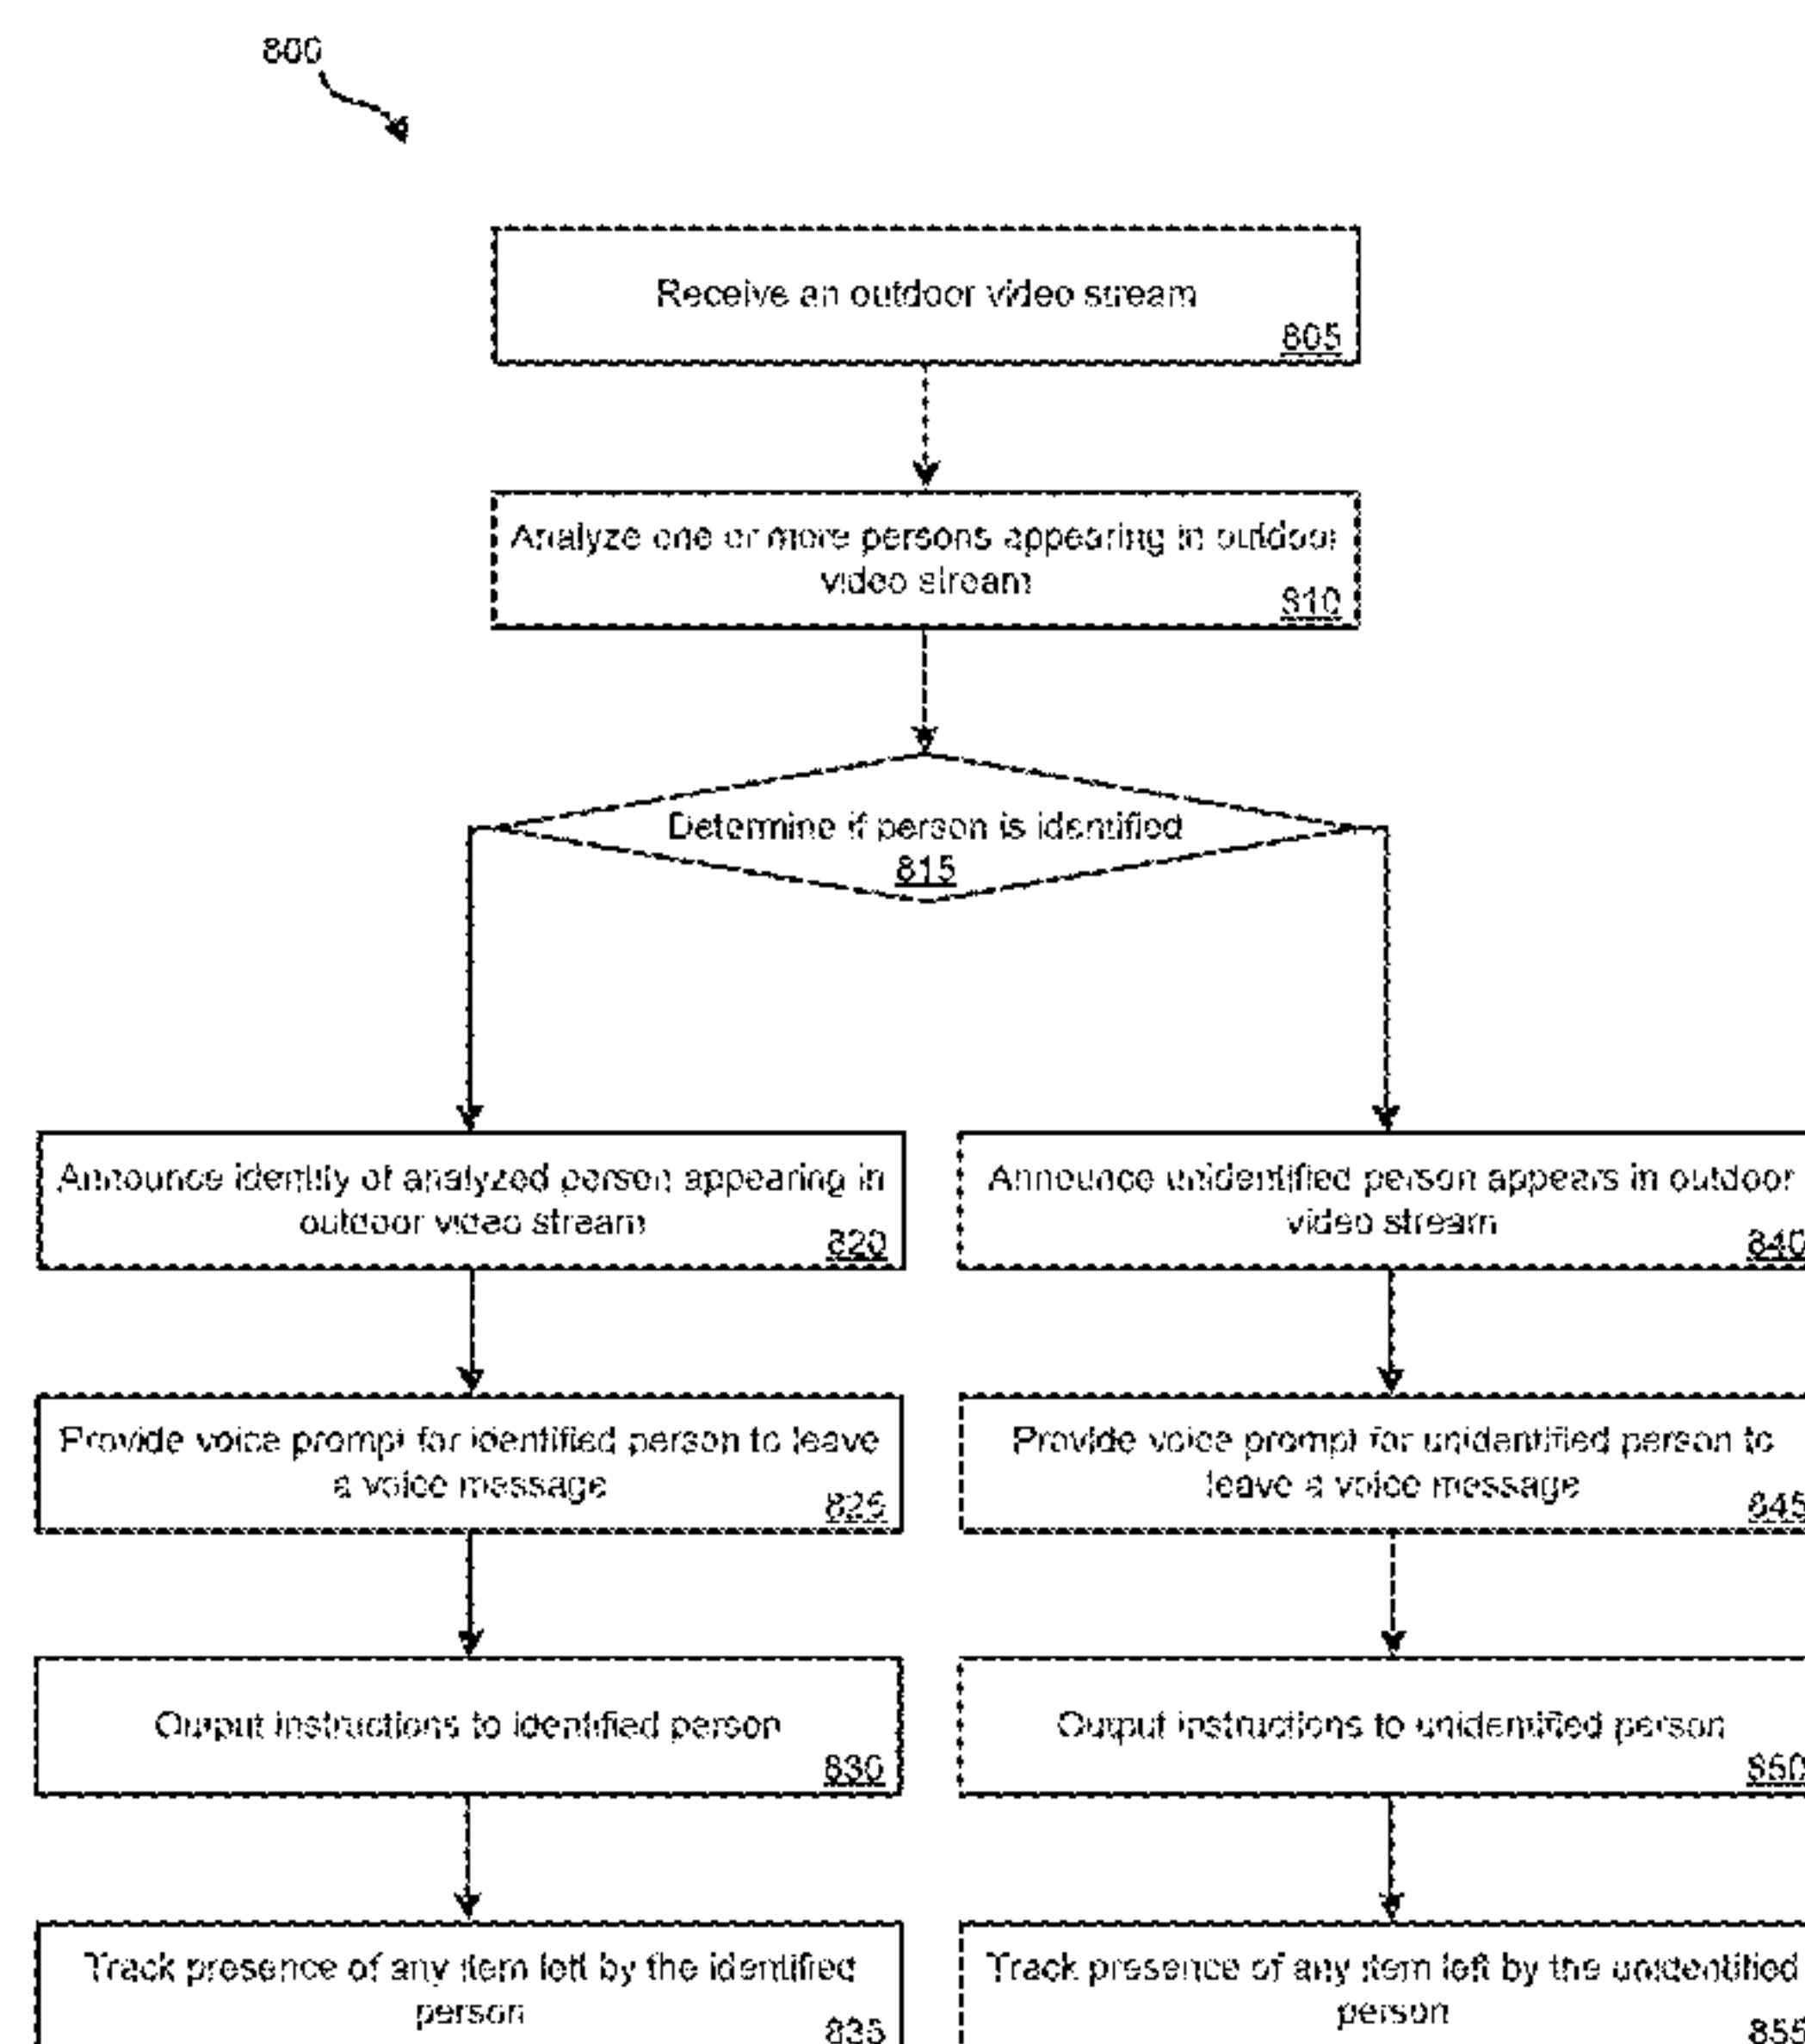 800
Receive an outdoor video stream
805
Analyze one or more persons appearing in outdoor
video stream
810
Determine if person is identified
815
Announce identity of analyzed person appearing in
outdoor video stream
820
Announce unidentified person appears in outdoor
video stream
840
Provide voice prompt for identified person to leave
a voice message
825
Provide voice prompt for unidentified person to
leave a voice message
845
Output instructions to identified person
830
Output instructions to unidentified person
850
Track presence of any item left by the identified
person
835
Track presence of any item left by the unidentified
person
855